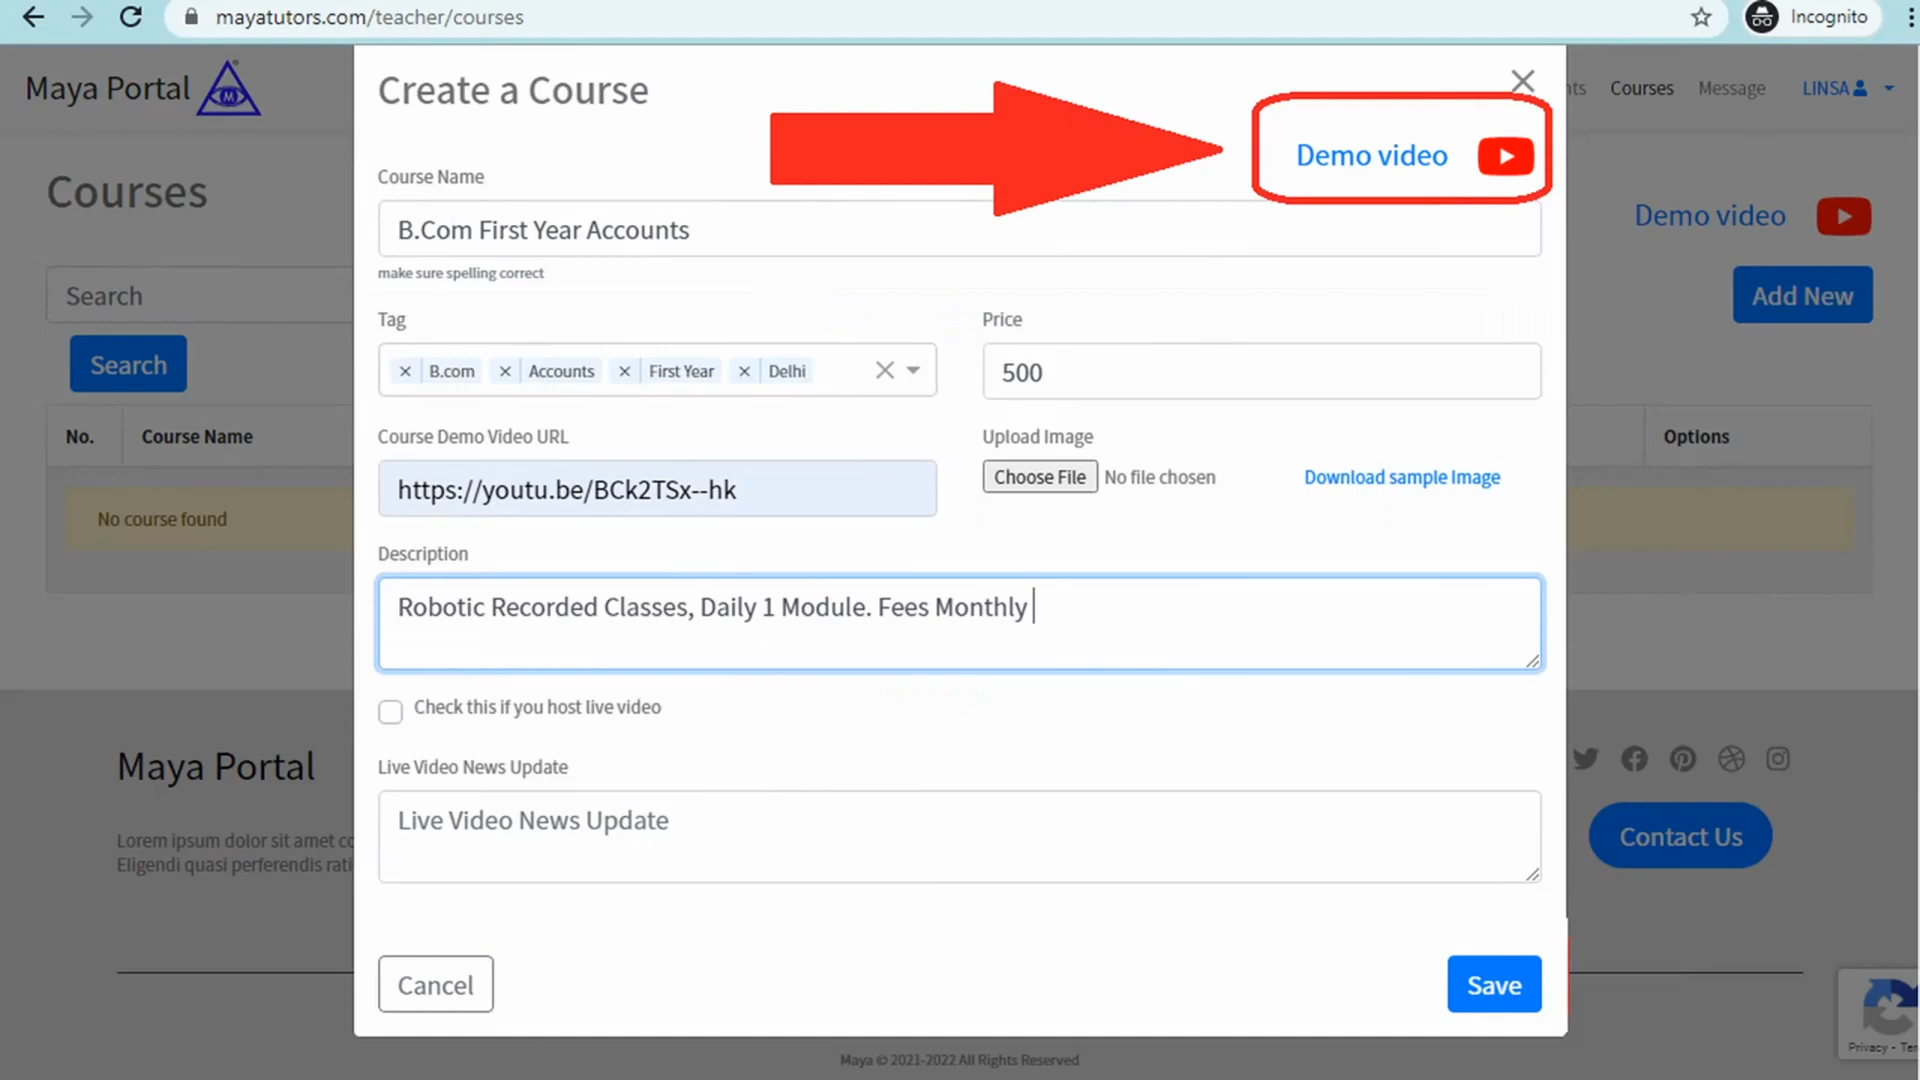 mayatutors.com/teacher/courses
Incognito
Maya Portal
M
Create a Course
nts
Courses
Message
LINSA
Demo video
Courses
Course Name
B.Com First Year Accounts
make sure spelling correct
Demo video
Search
Add New
Tag
Price
× B.com × Accounts × First Year × Delhi
500
Search
No.
Course Name
Course Demo Video URL
Upload Image
Options
https://youtu.be/BCk2TSx--hk
Choose File No file chosen
Download sample Image
No course found
Description
Robotic Recorded Classes, Daily 1 Module. Fees Monthly
Check this if you host live video
Maya Portal
Live Video News Update
Live Video News Update
Lorem ipsum dolor sit amet co
Eligendi quasi perferendis rati
Contact Us
Cancel
Save
Privacy - Ter
Maya © 2021-2022 All Rights Reserved